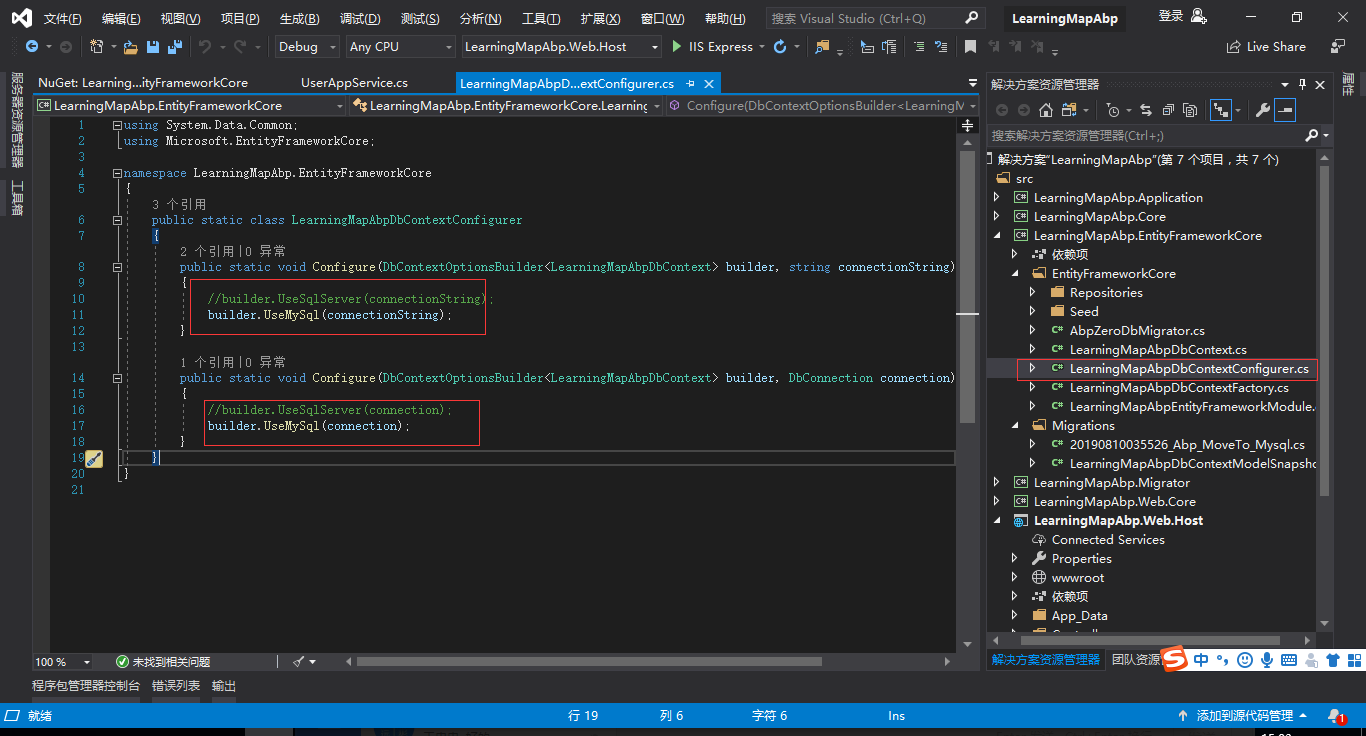 文件(F) 编辑(E) 视图(V) 项目(P) 生成(B) 调试(D) 测试(S) 分析(N) 工具(T) 扩展(X) 窗口(W) 帮助(H) 搜索 Visual Studio (Ctrl+Q) LearningMapAbp 登录
Debug Any CPU LearningMapAbp.Web.Host IIS Express Live Share
服务器资源管理器
工具箱
NuGet: Learning...ityFrameworkCore UserAppService.cs LearningMapAbpD...extConfigurer.cs
LearningMapAbp.EntityFrameworkCore LearningMapAbp.EntityFrameworkCore.Learning Configure(DbContextOptionsBuilder<LearningM
1 using System.Data.Common;
2 using Microsoft.EntityFrameworkCore;
3
4 namespace LearningMapAbp.EntityFrameworkCore
5 {
3 个引用
6 public static class LearningMapAbpDbContextConfigurer
7 {
2 个引用|0 异常
8 public static void Configure(DbContextOptionsBuilder<LearningMapAbpDbContext> builder, string connectionString)
9 {
10 //builder.UseSqlServer(connectionString);
11 builder.UseMySql(connectionString);
12 }
13
1 个引用|0 异常
14 public static void Configure(DbContextOptionsBuilder<LearningMapAbpDbContext> builder, DbConnection connection)
15 {
16 //builder.UseSqlServer(connection);
17 builder.UseMySql(connection);
18 }
19 }
20 }
21
100 % 未找到相关问题
程序包管理器控制台 错误列表 输出
就绪 行 19 列 6 字符 6 Ins 添加到源代码管理 1
解决方案资源管理器
搜索解决方案资源管理器(Ctrl+;)
解决方案"LearningMapAbp"(第 7 个项目，共 7 个)
src
LearningMapAbp.Application
LearningMapAbp.Core
LearningMapAbp.EntityFrameworkCore
依赖项
EntityFrameworkCore
Repositories
Seed
AbpZeroDbMigrator.cs
LearningMapAbpDbContext.cs
LearningMapAbpDbContextConfigurer.cs
LearningMapAbpDbContextFactory.cs
LearningMapAbpEntityFrameworkModule.
Migrations
20190810035526_Abp_MoveTo_Mysql.cs
LearningMapAbpDbContextModelSnapsho
LearningMapAbp.Migrator
LearningMapAbp.Web.Core
LearningMapAbp.Web.Host
Connected Services
Properties
wwwroot
依赖项
App_Data
解决方案资源管理器 团队资源
中
属性